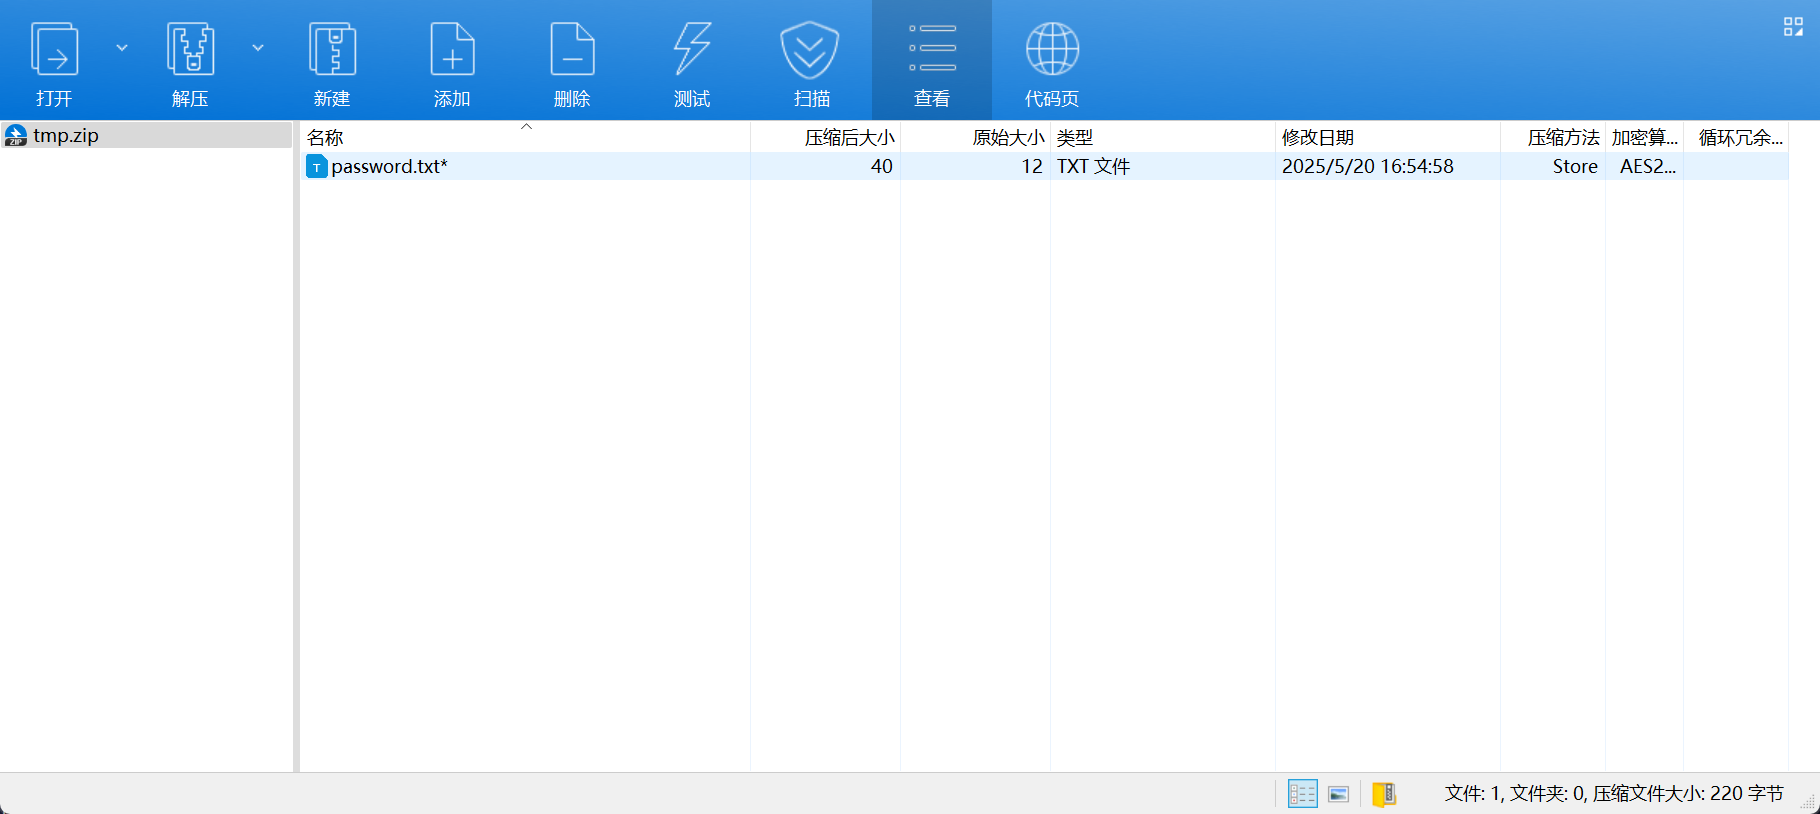 打开 解压 新建 添加 删除 测试 扫描 查看 代码页
tmp.zip
名称 压缩后大小 原始大小 类型 修改日期 压缩方法 加密算... 循环冗余...
password.txt* 40 12 TXT 文件 2025/5/20 16:54:58 Store AES2...
文件: 1, 文件夹: 0, 压缩文件大小: 220 字节